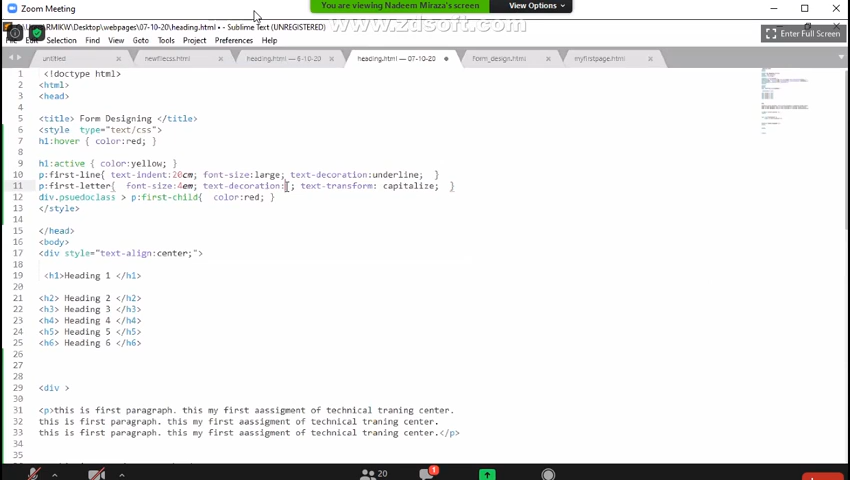 Zoom Meeting
You are viewing Nadeem Miraza's screen
View Options
www.zdsoft.com
\RMIKW\Desktop\webpages\07-10-20\heading.html • - Sublime Text (UNREGISTERED)
Selection Find View Goto Tools Project Preferences Help
Enter Full Screen
untitled newfilecss.html heading.html — 6-10-20 heading.html — 07-10-20 Form_design.html myfirstpage.html
1 <!doctype html>
2 <html>
3 <head>
4
5 <title> Form Designing </title>
6 <style type="text/css">
7 h1:hover { color:red; }
8
9 h1:active { color:yellow; }
10 p:first-line{ text-indent:20cm; font-size:large; text-decoration:underline; }
11 p:first-letter{ font-size:4em; text-decoration: ; text-transform: capitalize; }
12 div.psuedoclass > p:first-child{ color:red; }
13 </style>
14
15 </head>
16 <body>
17 <div style="text-align:center;">
18
19 <h1>Heading 1 </h1>
20
21 <h2> Heading 2 </h2>
22 <h3> Heading 3 </h3>
23 <h4> Heading 4 </h4>
24 <h5> Heading 5 </h5>
25 <h6> Heading 6 </h6>
26
27
28
29 <div >
30
31 <p>this is first paragraph. this my first aassigment of technical traning center.
32 this is first paragraph. this my first aassigment of technical traning center.
33 this is first paragraph. this my first aassigment of technical traning center.</p>
34
35
20
1